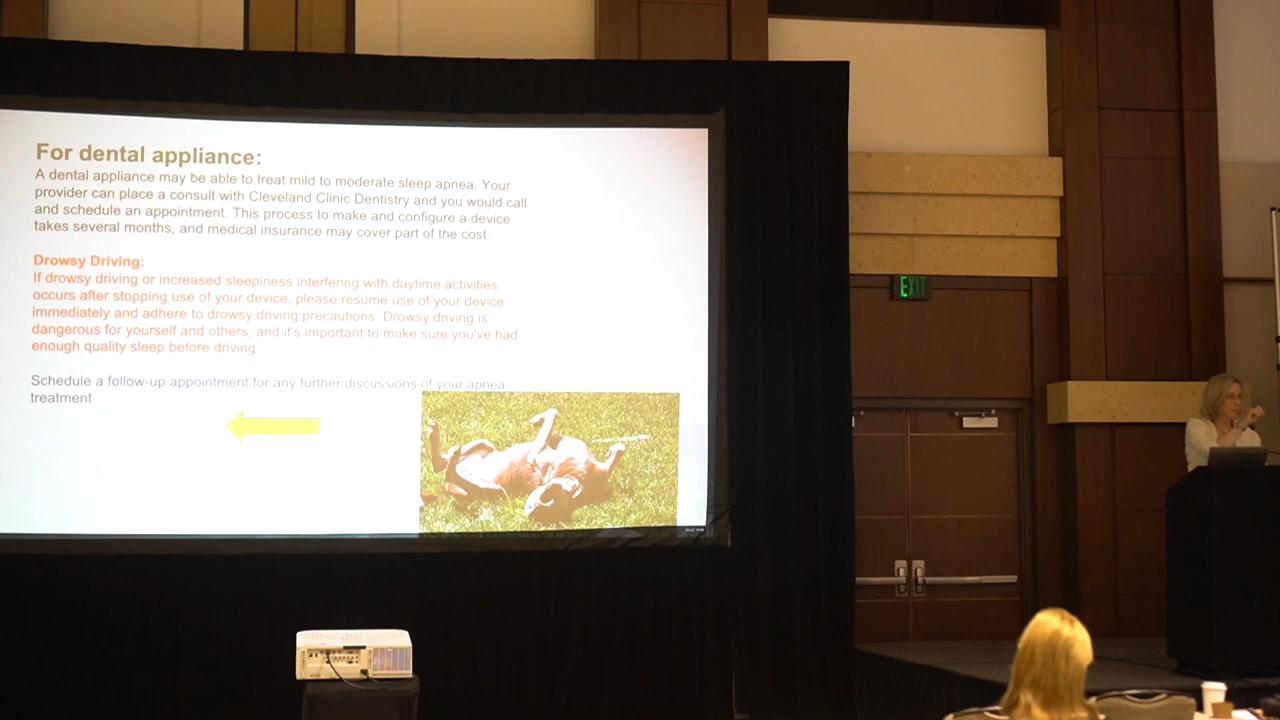 For dental appliance:
A dental appliance may be able to treat mild to moderate sleep apnea. Your
provider can place a consult with Cleveland Clinic Dentistry and you would call
and schedule an appointment. This process to make and configure a device
takes several months, and medical insurance may cover part of the cost.
Drowsy Driving:
If drowsy driving or increased sleepiness interfering with daytime activities
occurs after stopping use of your device, please resume use of your device
immediately and adhere to drowsy driving precautions. Drowsy driving is
dangerous for yourself and others, and it's important to make sure you've had
enough quality sleep before driving
Schedule a follow-up appointment for any further discussions of your apnea
treatment
EXIT